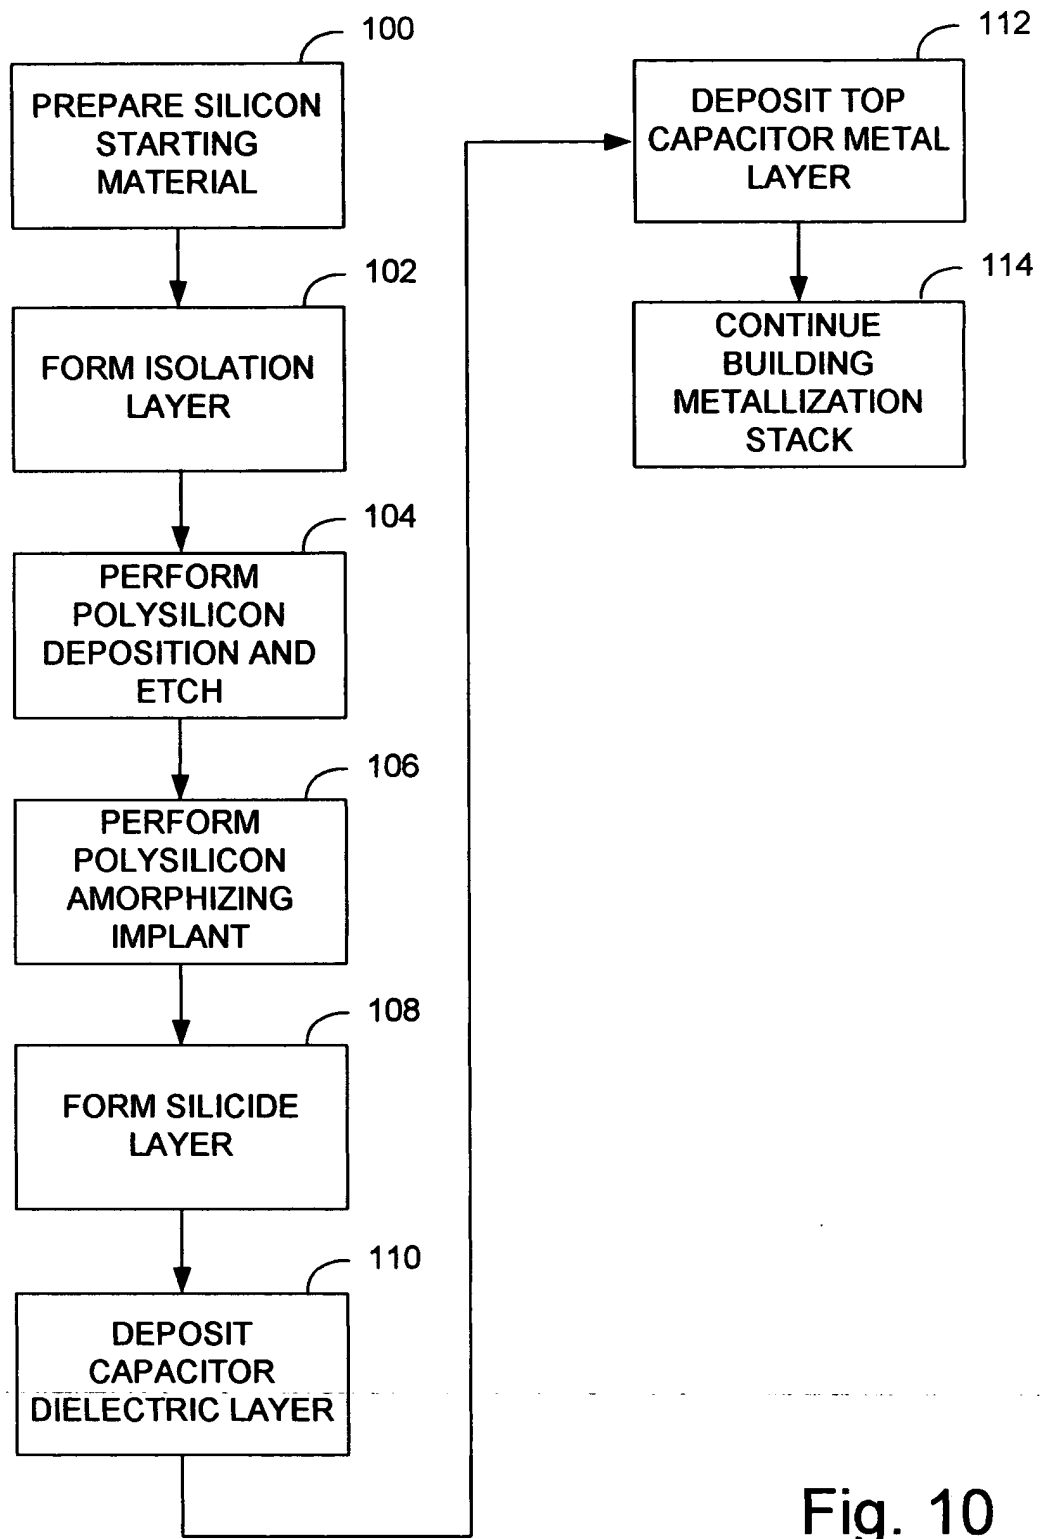 100
PREPARE SILICON
STARTING
MATERIAL
102
FORM ISOLATION
LAYER
104
PERFORM
POLYSILICON
DEPOSITION AND
ETCH
106
PERFORM
POLYSILICON
AMORPHIZING
IMPLANT
108
FORM SILICIDE
LAYER
110
DEPOSIT
CAPACITOR
DIELECTRIC LAYER
112
DEPOSIT TOP
CAPACITOR METAL
LAYER
114
CONTINUE
BUILDING
METALLIZATION
STACK
Fig. 10